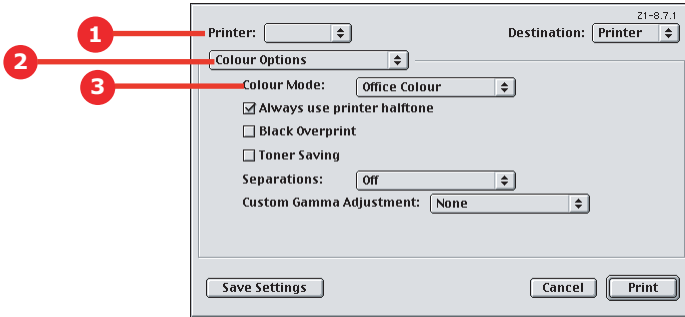 Z1-8.7.1
1 Printer: Destination: Printer
2 Colour Options
3 Colour Mode: Office Colour
Always use printer halftone
Black Overprint
Toner Saving
Separations: Off
Custom Gamma Adjustment: None
Save Settings Cancel Print